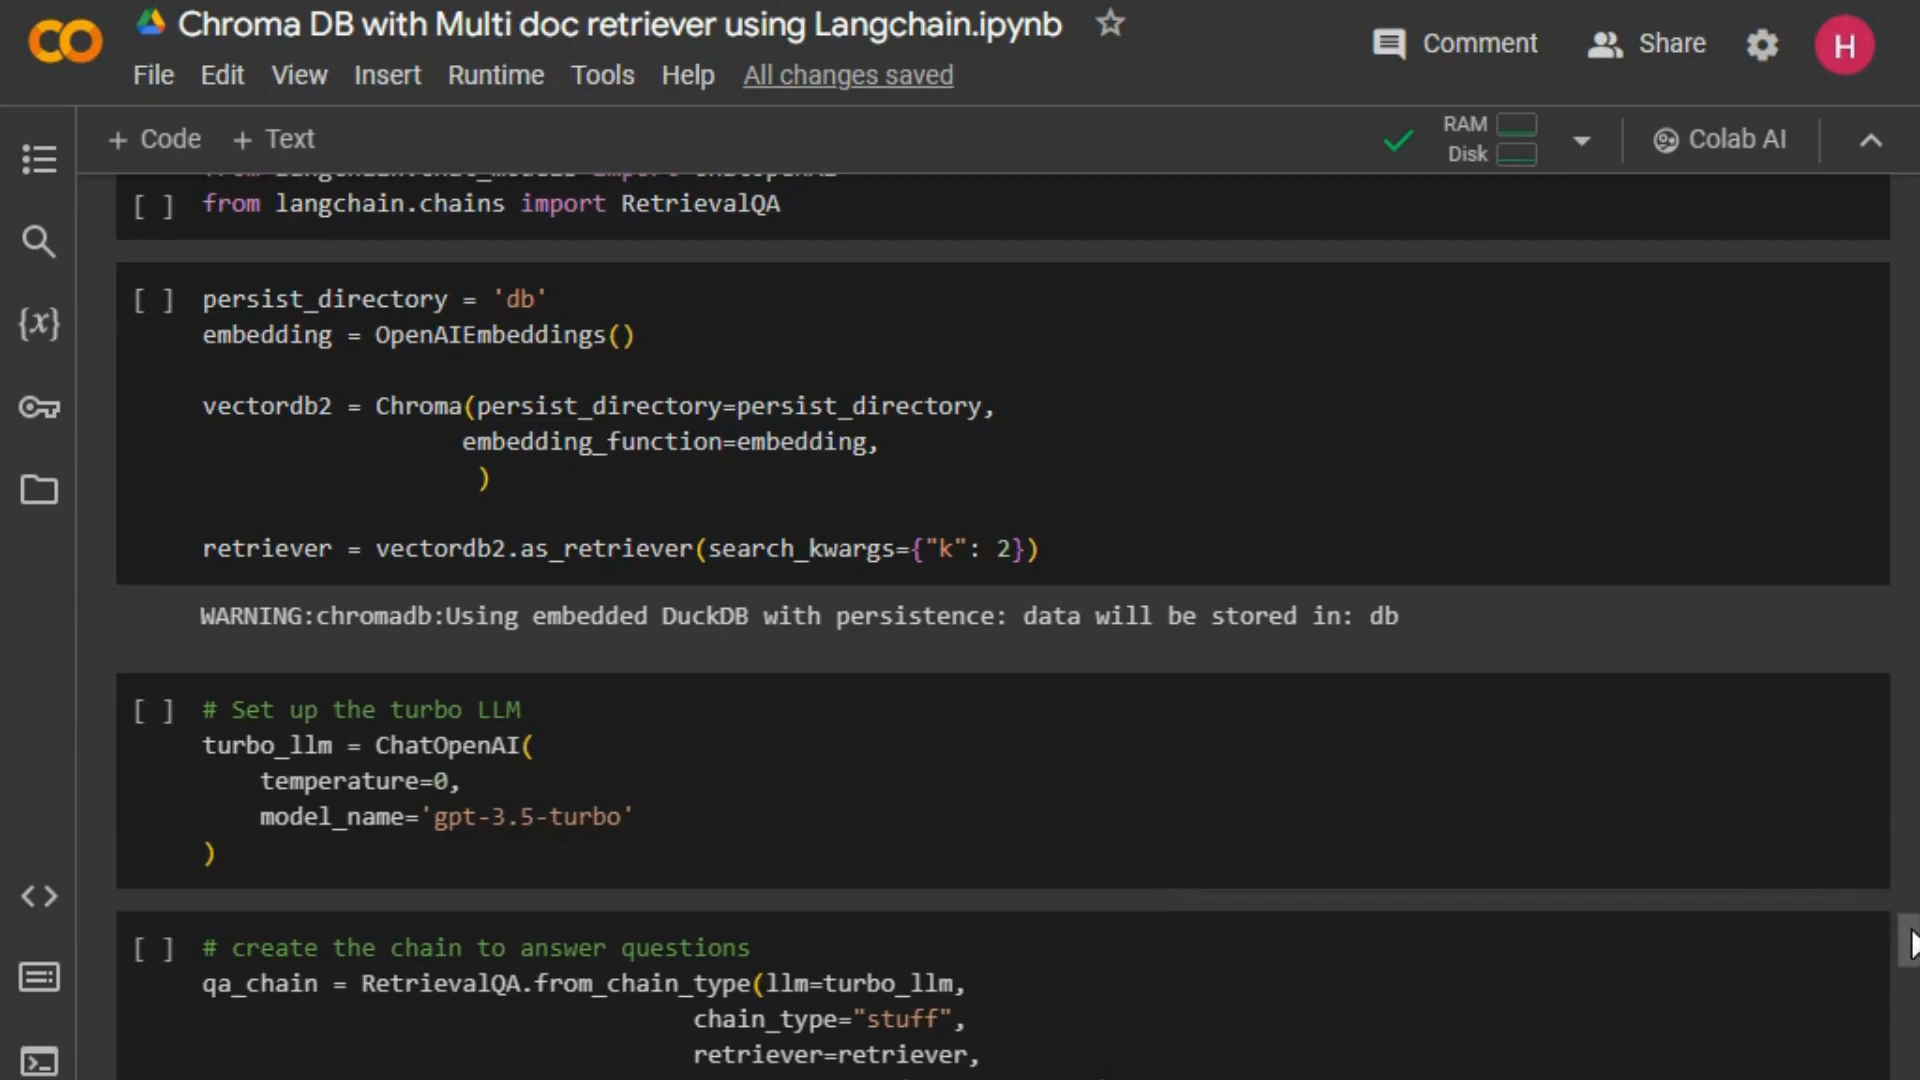 Chroma DB with Multi doc retriever using Langchain.ipynb
Comment
Share
H
File Edit View Insert Runtime Tools Help All changes saved
+ Code + Text
RAM
Disk
Colab AI
[ ] from langchain.chains import RetrievalQA
[ ] persist_directory = 'db'
embedding = OpenAIEmbeddings()
vectordb2 = Chroma(persist_directory=persist_directory,
embedding_function=embedding,
)
retriever = vectordb2.as_retriever(search_kwargs={"k": 2})
WARNING:chromadb:Using embedded DuckDB with persistence: data will be stored in: db
[ ] # Set up the turbo LLM
turbo_llm = ChatOpenAI(
temperature=0,
model_name='gpt-3.5-turbo'
)
[ ] # create the chain to answer questions
qa_chain = RetrievalQA.from_chain_type(llm=turbo_llm,
chain_type="stuff",
retriever=retriever,